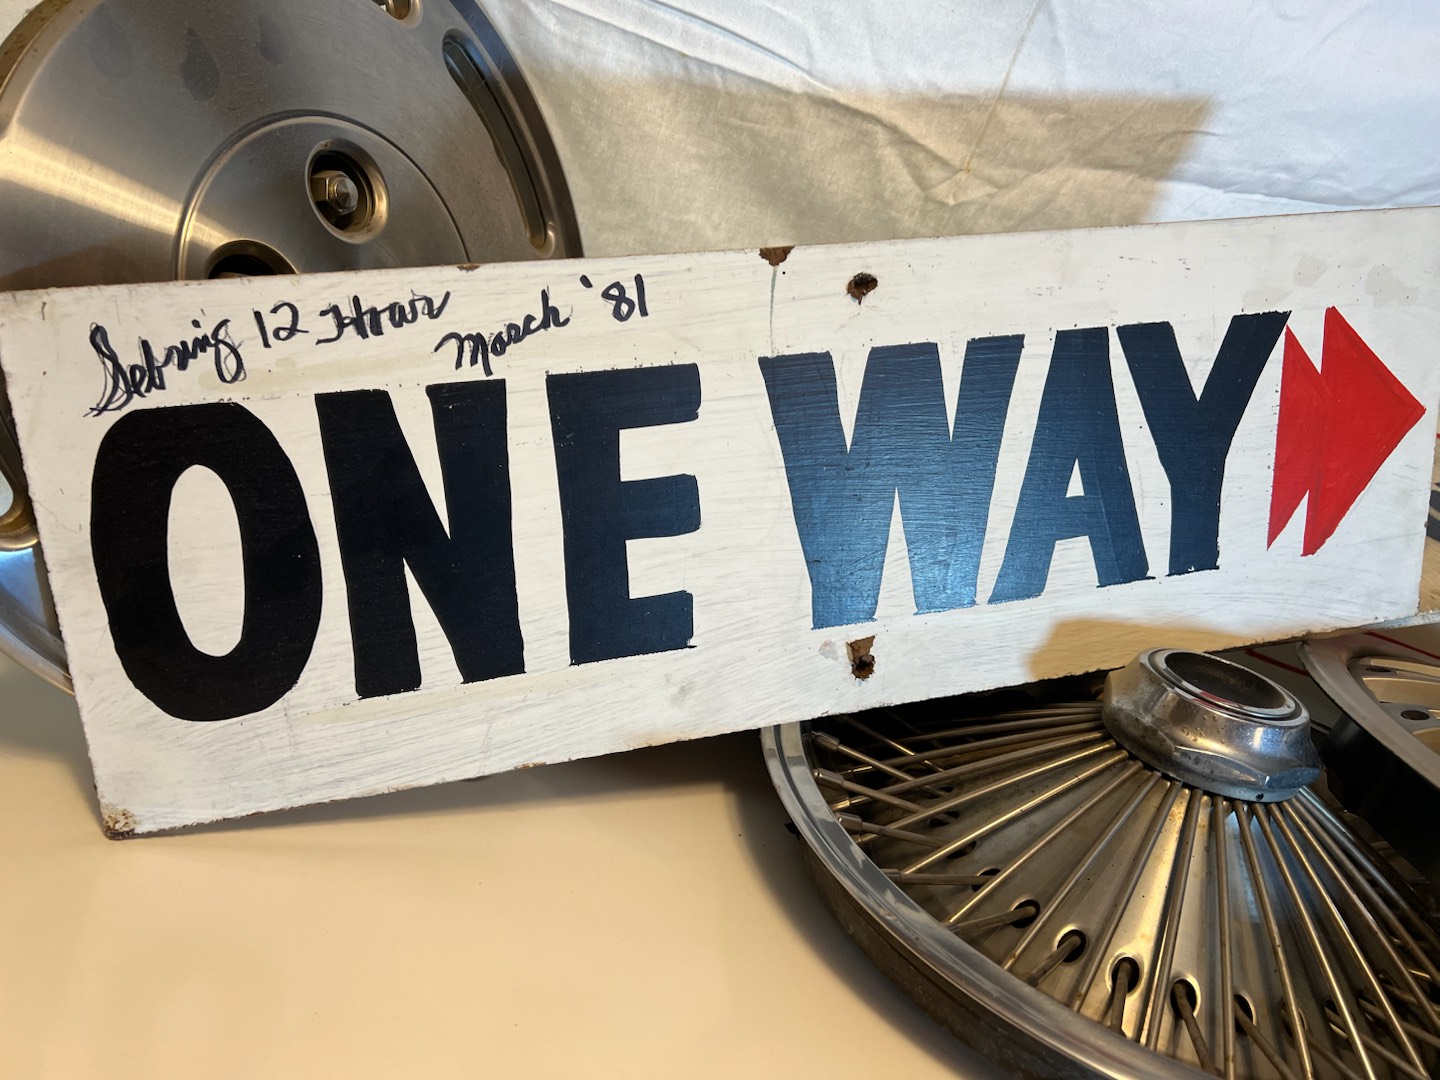 Sebring 12 Hour
March '81
ONE WAY